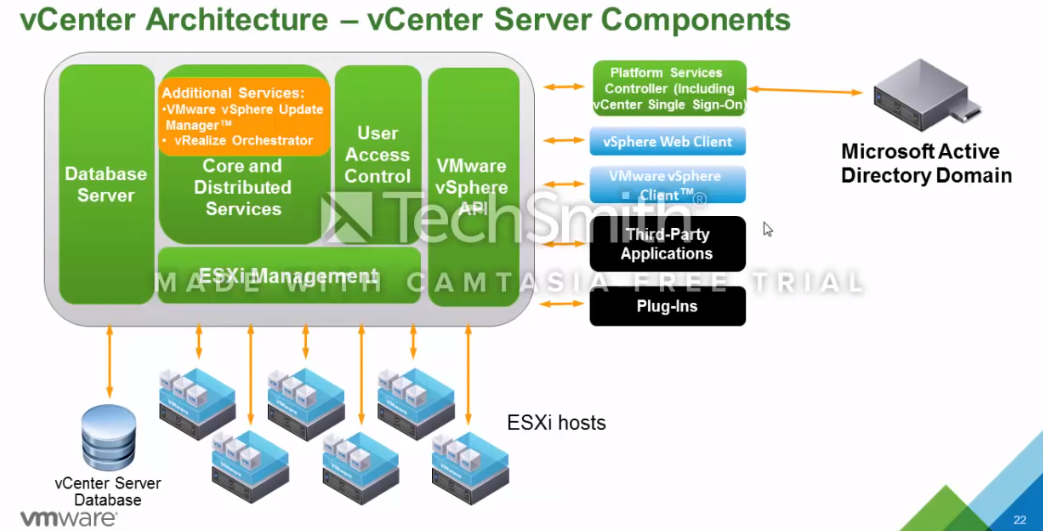 vCenter Architecture – vCenter Server Components
Database
Server
Additional Services:
•VMware vSphere Update
Manager™
• vRealize Orchestrator
Core and
Distributed
Services
User
Access
Control
VMware
vSphere
API
ESXi Management
Platform Services
Controller (Including
vCenter Single Sign-On)
vSphere Web Client
VMware vSphere
Client™
Third-Party
Applications
Plug-Ins
Microsoft Active
Directory Domain
TechSmith®
MADE WITH CAMTASIA FREE TRIAL
ESXi hosts
vCenter Server
Database
vmware
22